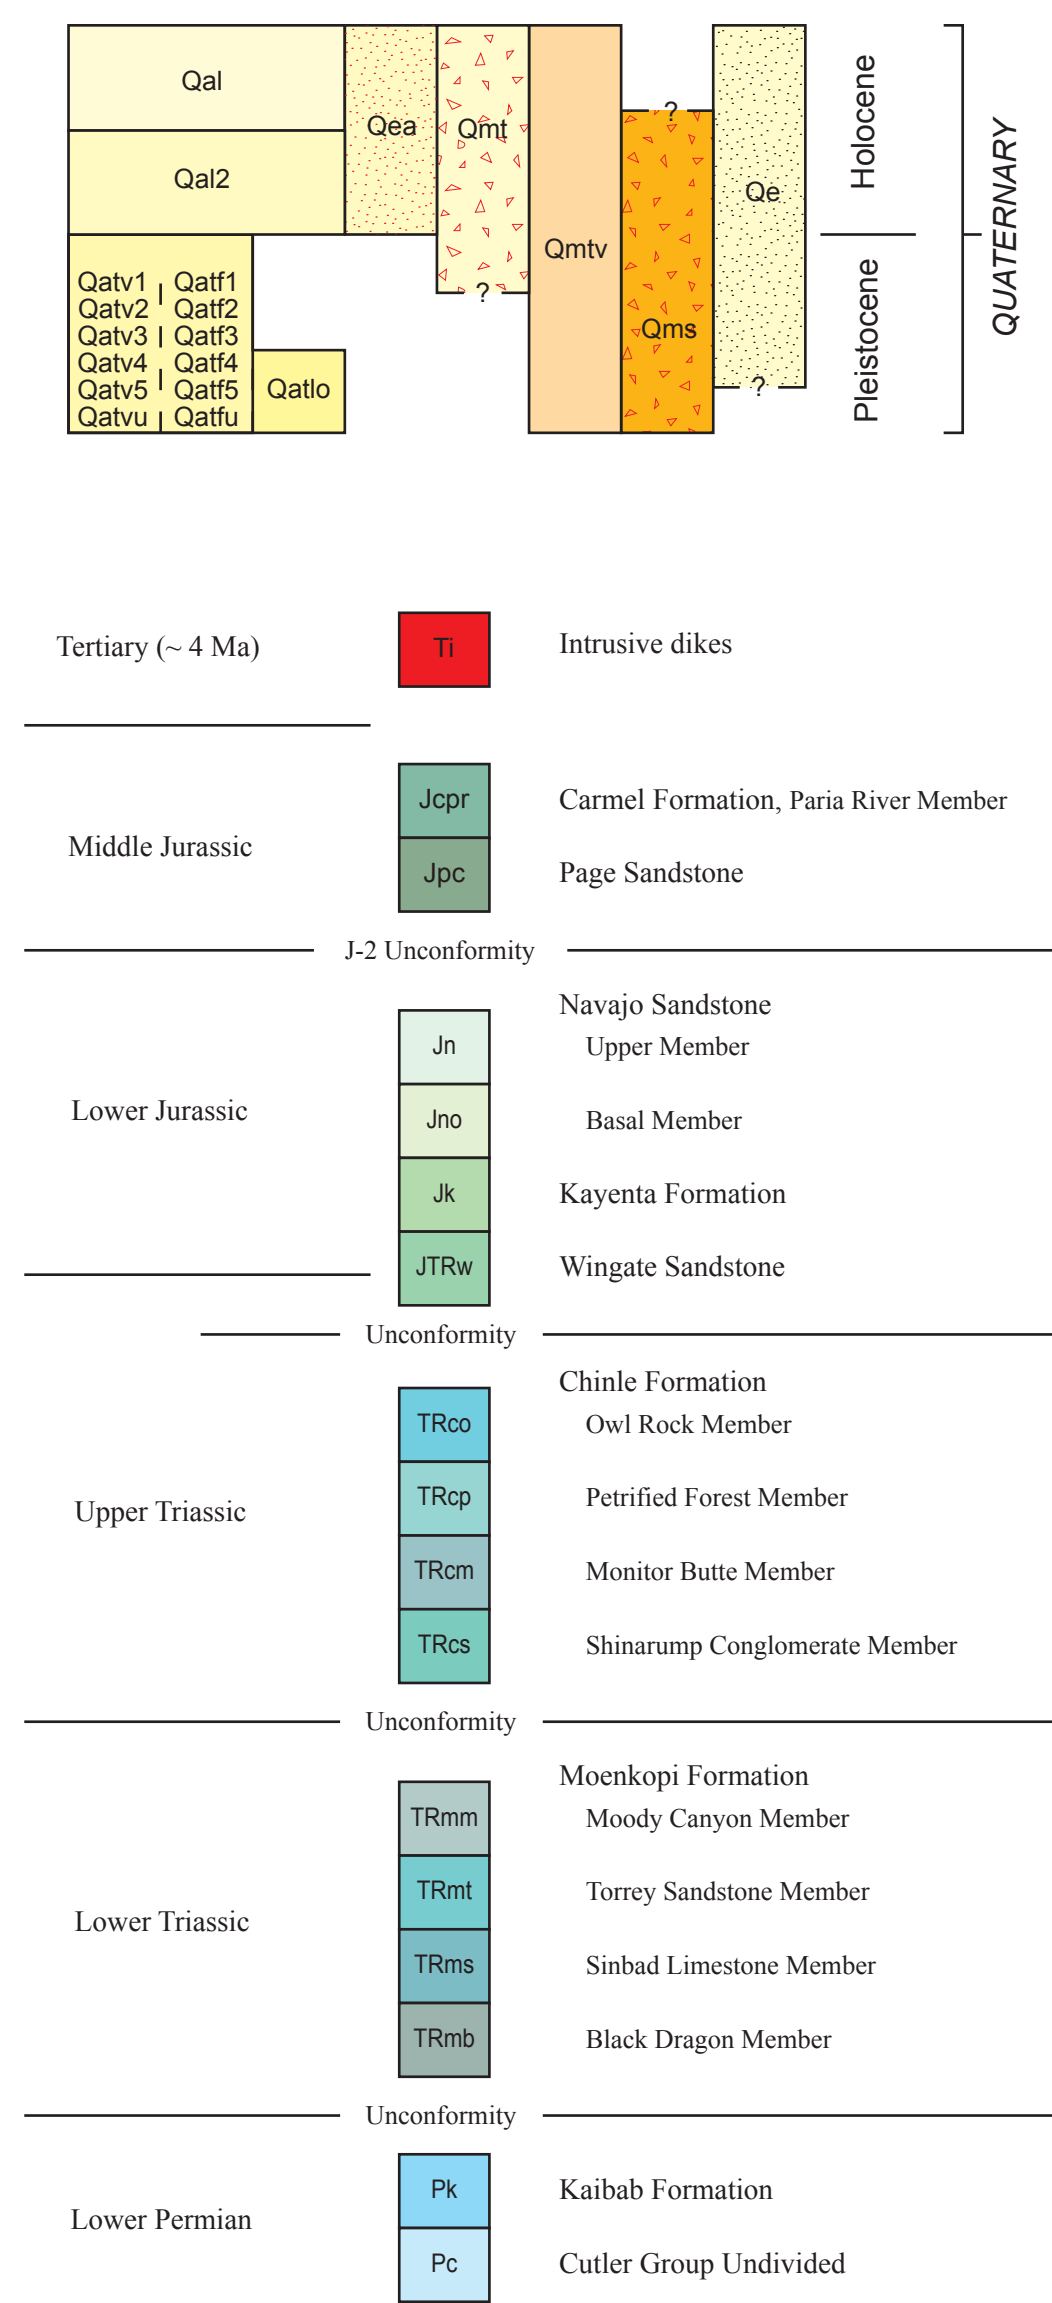 Qal
Qal2
Qea
Qmt
?
Qmtv
?
Qms
Qe
?
Qatv1 | Qatf1
Qatv2 Qatf2
Qatv3 | Qatf3
Qatv4 Qatf4
Qatv5 | Qatf5
Qatvu | Qatfu
Qatlo
Holocene
Pleistocene
QUATERNARY
Tertiary (~ 4 Ma)
Ti
Intrusive dikes
Middle Jurassic
Jcpr
Carmel Formation, Paria River Member
Jpc
Page Sandstone
J-2 Unconformity
Lower Jurassic
Navajo Sandstone
Jn
Upper Member
Jno
Basal Member
Jk
Kayenta Formation
JTRw
Wingate Sandstone
Unconformity
Upper Triassic
Chinle Formation
TRco
Owl Rock Member
TRcp
Petrified Forest Member
TRcm
Monitor Butte Member
TRcs
Shinarump Conglomerate Member
Unconformity
Lower Triassic
Moenkopi Formation
TRmm
Moody Canyon Member
TRmt
Torrey Sandstone Member
TRms
Sinbad Limestone Member
TRmb
Black Dragon Member
Unconformity
Lower Permian
Pk
Kaibab Formation
Pc
Cutler Group Undivided